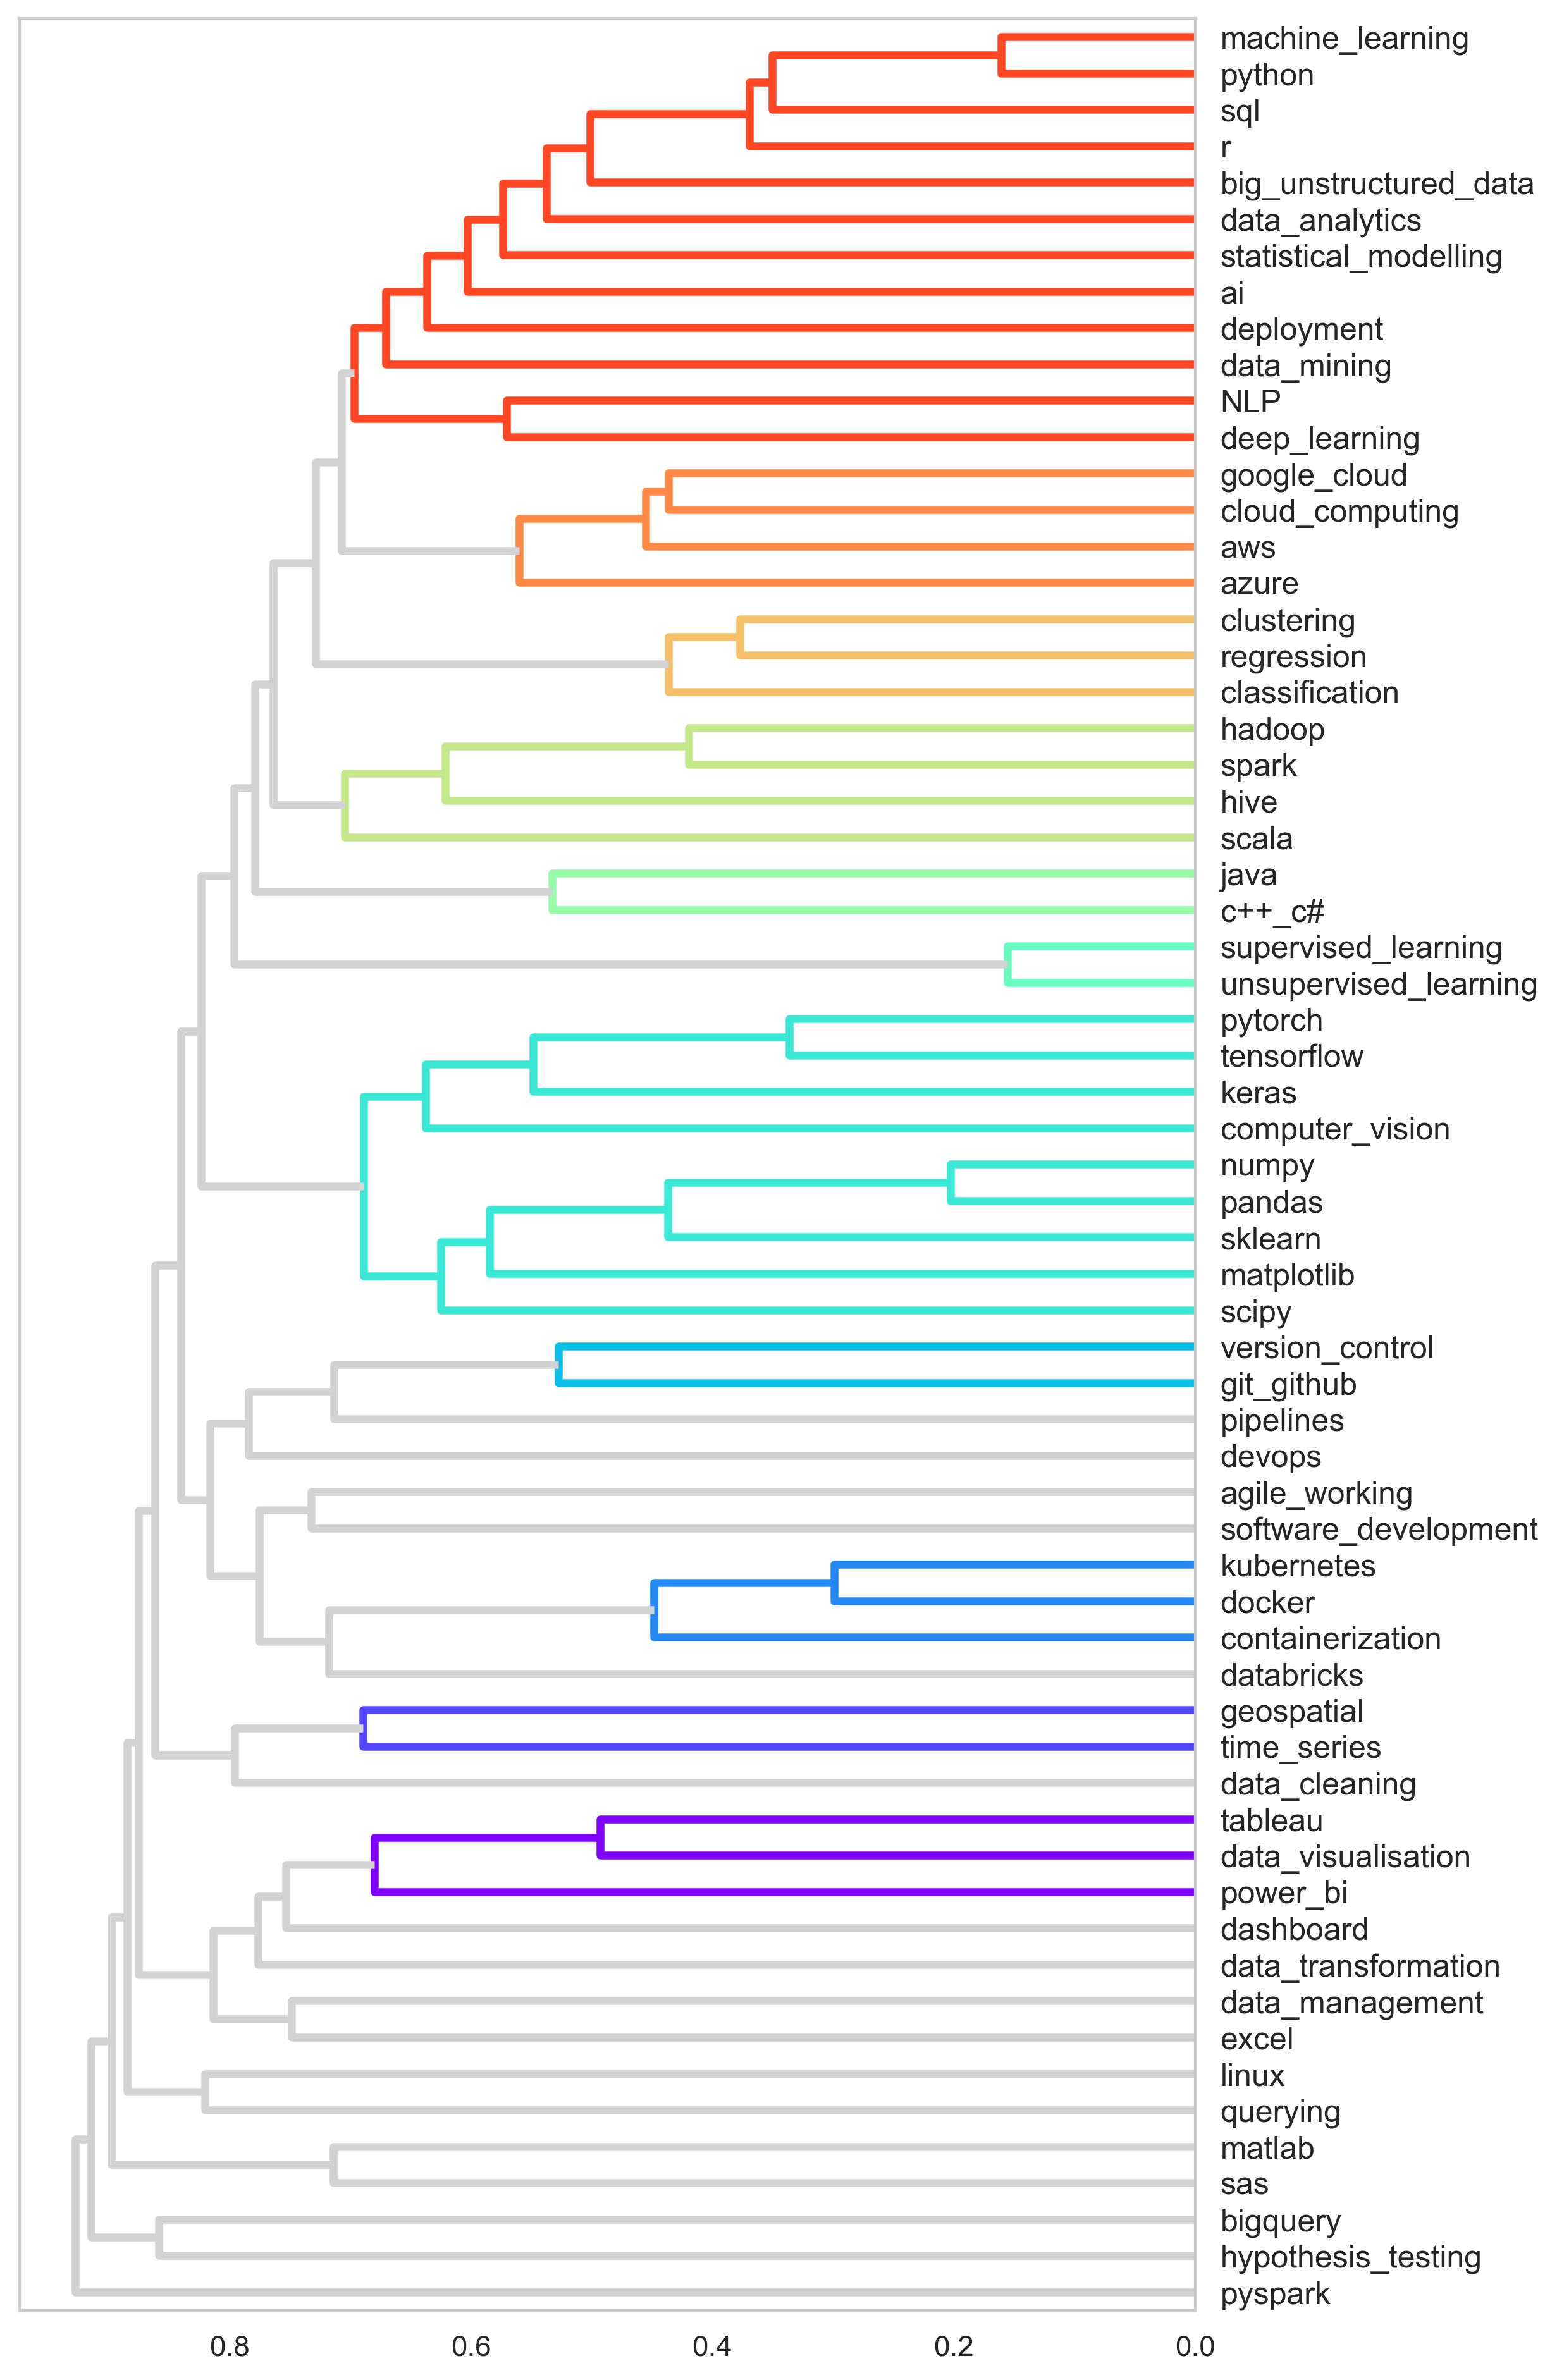 machine_learning
python
sql
r
big_unstructured_data
data_analytics
statistical_modelling
ai
deployment
data_mining
NLP
deep_learning
google_cloud
cloud_computing
aws
azure
clustering
regression
classification
hadoop
spark
hive
scala
java
c++_c#
supervised_learning
unsupervised_learning
pytorch
tensorflow
keras
computer_vision
numpy
pandas
sklearn
matplotlib
scipy
version_control
git_github
pipelines
devops
agile_working
software_development
kubernetes
docker
containerization
databricks
geospatial
time_series
data_cleaning
tableau
data_visualisation
power_bi
dashboard
data_transformation
data_management
excel
linux
querying
matlab
sas
bigquery
hypothesis_testing
pyspark
0.8 0.6 0.4 0.2 0.0